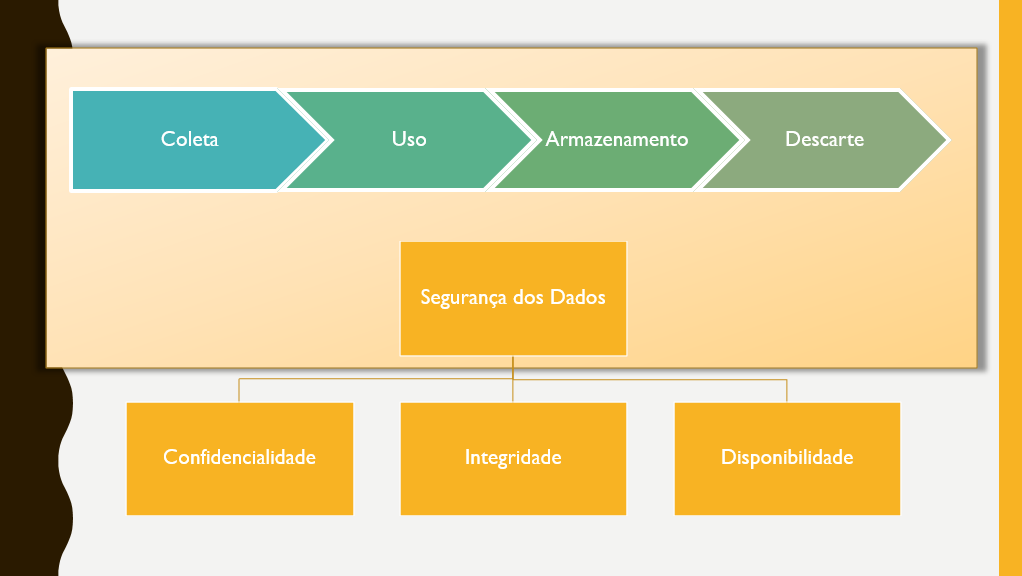 Coleta
Uso
Armazenamento
Descarte
Segurança dos Dados
Confidencialidade
Integridade
Disponibilidade